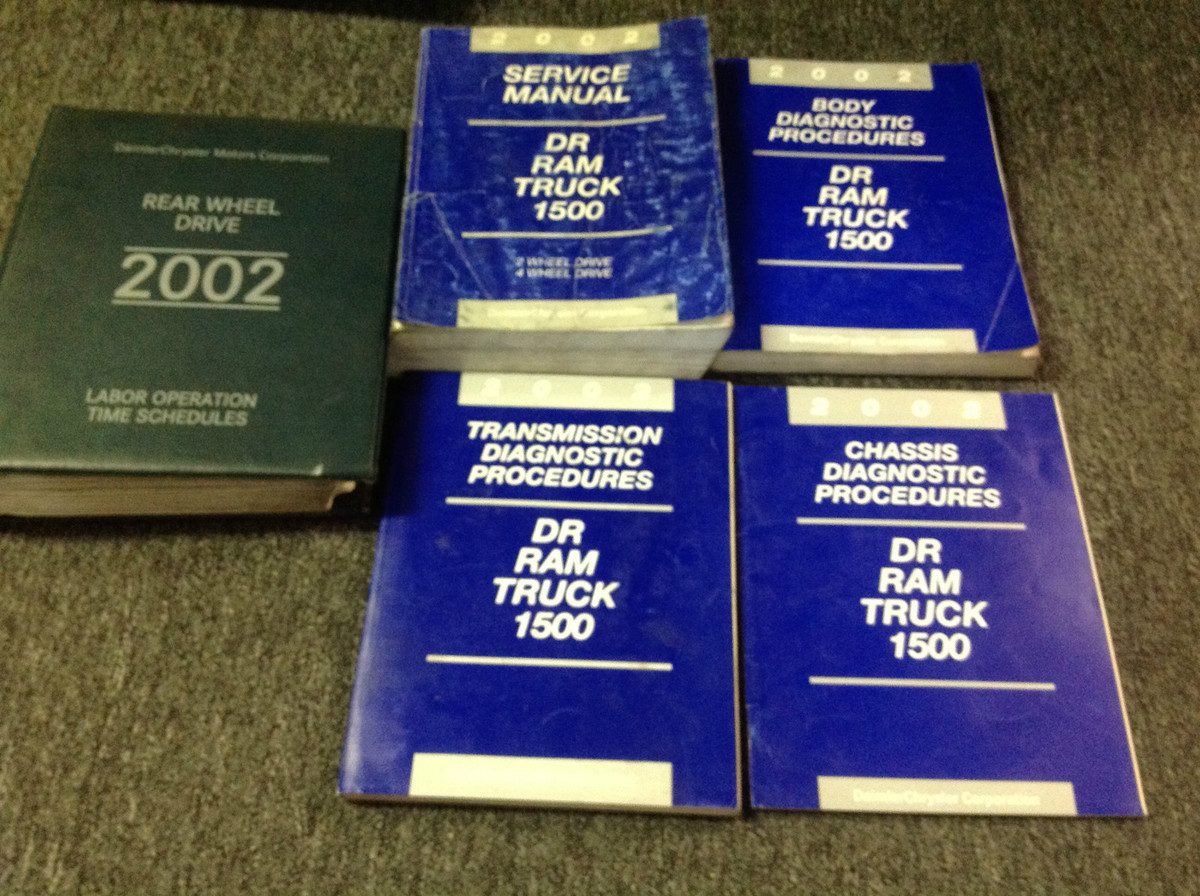 DaimlerChrysler Motors Corporation
REAR WHEEL
DRIVE
2002
LABOR OPERATION
TIME SCHEDULES
2002
SERVICE
MANUAL
DR
RAM
TRUCK
1500
2 WHEEL DRIVE
4 WHEEL DRIVE
2002
BODY
DIAGNOSTIC
PROCEDURES
DR
RAM
TRUCK
1500
DaimlerChrysler Corporation
2002
TRANSMISSION
DIAGNOSTIC
PROCEDURES
DR
RAM
TRUCK
1500
2002
CHASSIS
DIAGNOSTIC
PROCEDURES
DR
RAM
TRUCK
1500
DaimlerChrysler Corporation